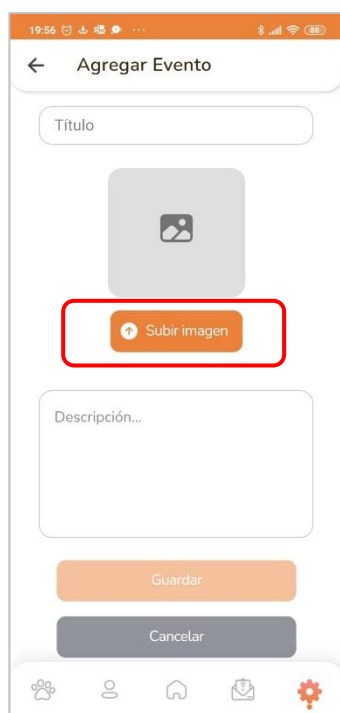 19:56
88
Agregar Evento
Título
Subir imagen
Descripción...
Guardar
Cancelar